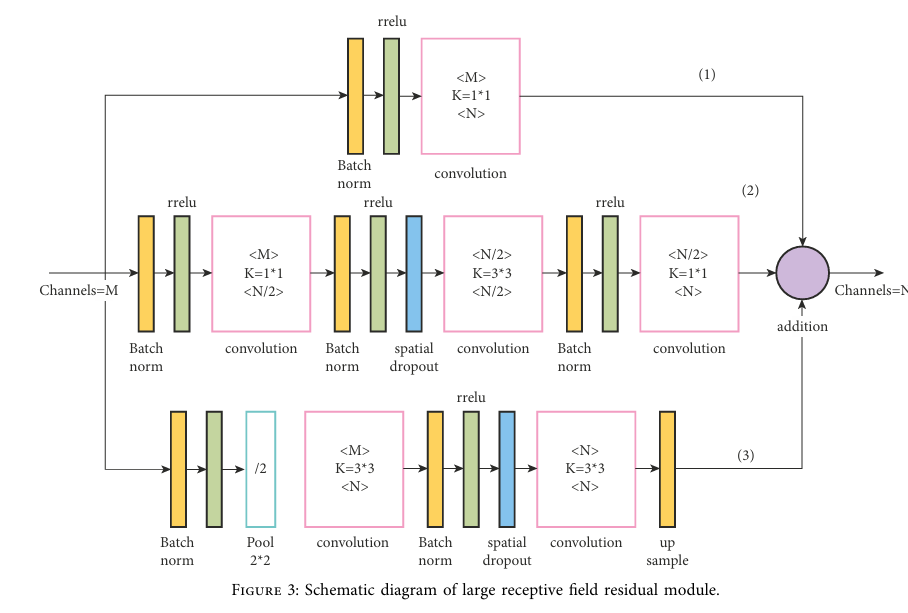 rrelu
(1)
<M>
K=1*1
<N>
Batch
norm
convolution
(2)
rrelu
rrelu
rrelu
<M>
K=1*1
<N/2>
<N/2>
K=3*3
<N/2>
<N/2>
K=1*1
<N>
Channels=M
Channels=N
addition
Batch
norm
convolution
Batch
norm
spatial
dropout
convolution
Batch
norm
convolution
rrelu
/2
<M>
K=3*3
<N>
<N>
K=3*3
<N>
(3)
Batch
norm
Pool
2*2
convolution
Batch
norm
spatial
dropout
convolution
up
sample
FIGURE 3: Schematic diagram of large receptive field residual module.